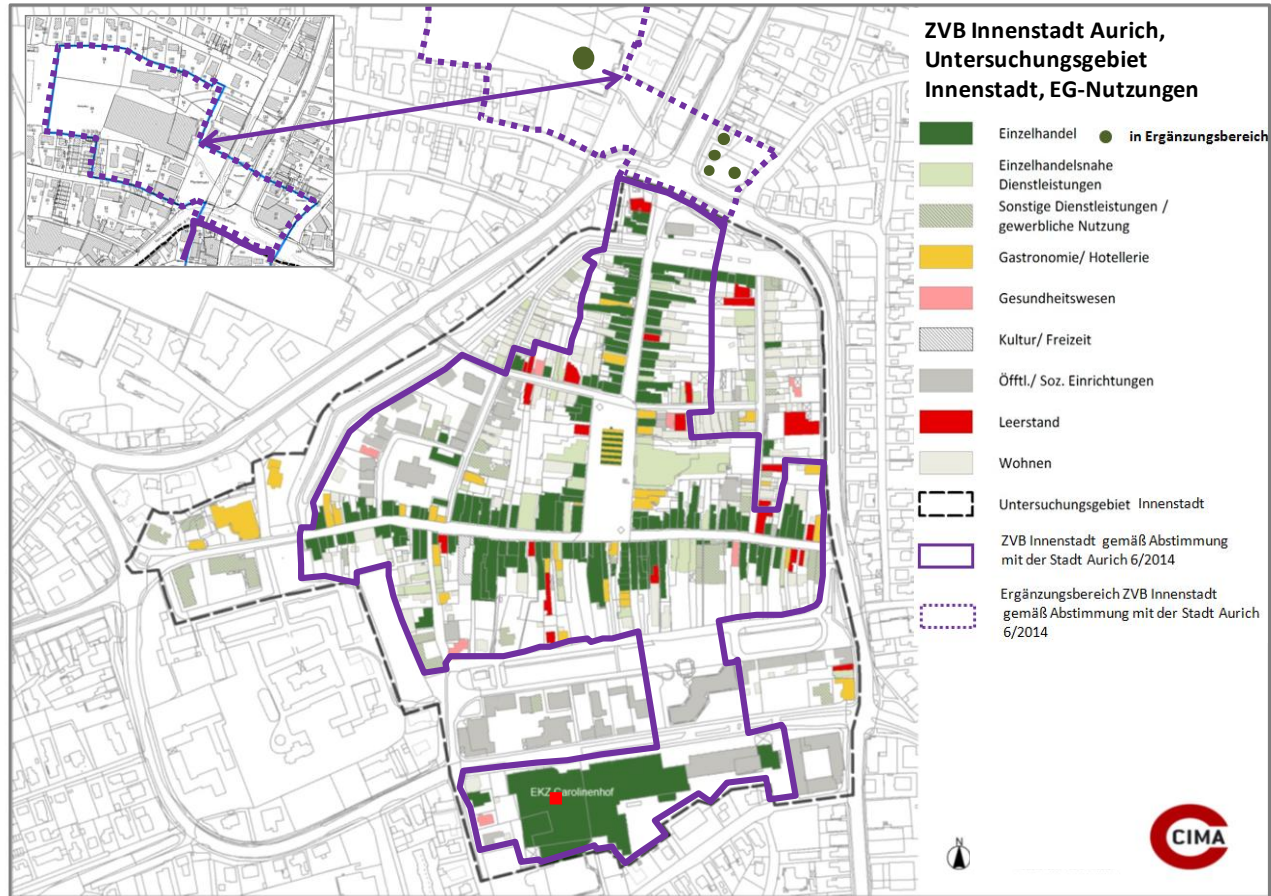 ZVB Innenstadt Aurich,
Untersuchungsgebiet
Innenstadt, EG-Nutzungen
Einzelhandel
in Ergänzungsbereich
Einzelhandelsnahe
Dienstleistungen
Sonstige Dienstleistungen /
gewerbliche Nutzung
Gastronomie/ Hotellerie
Gesundheitswesen
Kultur/ Freizeit
Öfftl./ Soz. Einrichtungen
Leerstand
Wohnen
Untersuchungsgebiet Innenstadt
ZVB Innenstadt gemäß Abstimmung
mit der Stadt Aurich 6/2014
Ergänzungsbereich ZVB Innenstadt
gemäß Abstimmung mit der Stadt Aurich
6/2014
EKZ Carolinenhof
N
CIMA